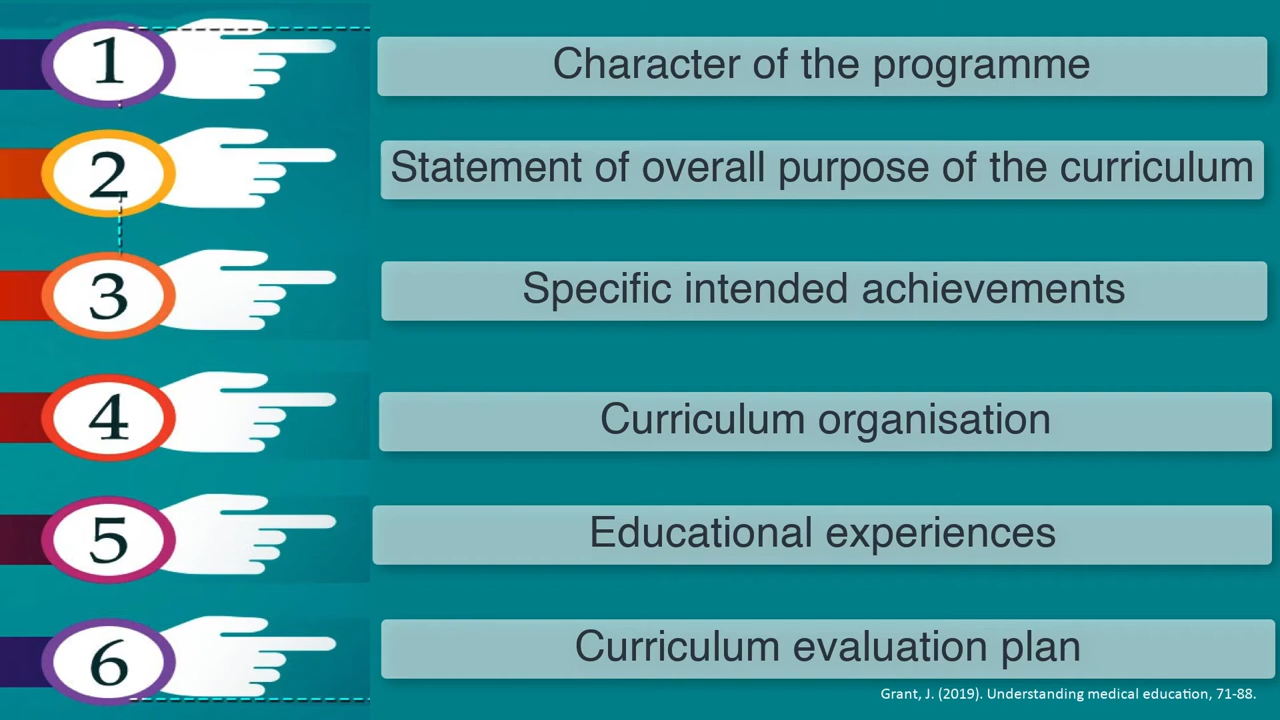 1 Character of the programme
2 Statement of overall purpose of the curriculum
3 Specific intended achievements
4 Curriculum organisation
5 Educational experiences
6 Curriculum evaluation plan
Grant, J. (2019). Understanding medical education, 71-88.